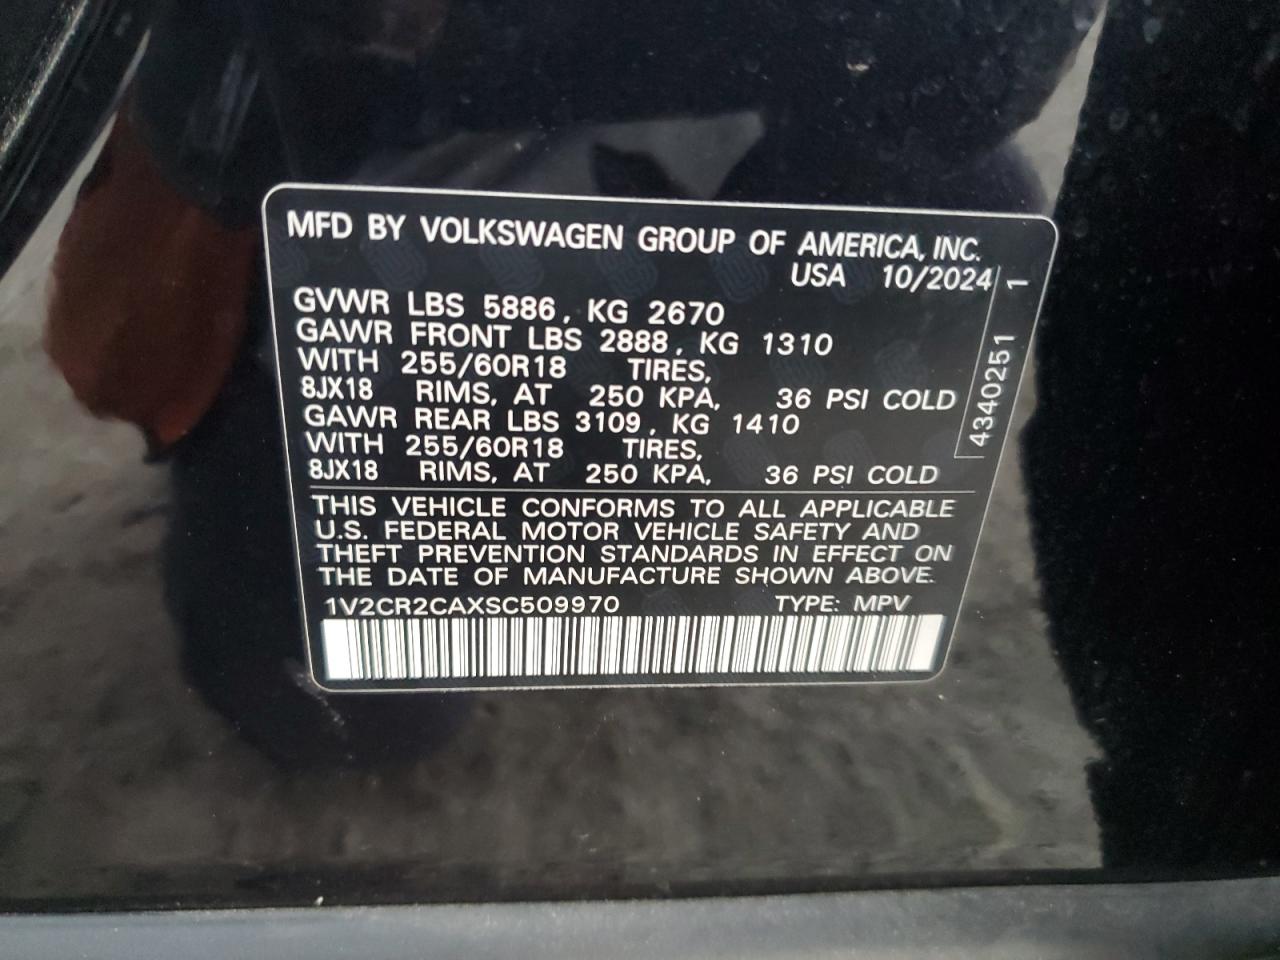 MFD BY VOLKSWAGEN GROUP OF AMERICA, INC.
USA 10/2024
GVWR LBS 5886, KG 2670
GAWR FRONT LBS 2888, KG 1310
WITH 255/60R18 TIRES,
8JX18 RIMS, AT 250 KPA, 36 PSI COLD
GAWR REAR LBS 3109, KG 1410
WITH 255/60R18 TIRES,
8JX18 RIMS, AT 250 KPA, 36 PSI COLD
4340251 1
THIS VEHICLE CONFORMS TO ALL APPLICABLE
U.S. FEDERAL MOTOR VEHICLE SAFETY AND
THEFT PREVENTION STANDARDS IN EFFECT ON
THE DATE OF MANUFACTURE SHOWN ABOVE.
1V2CR2CAXSC509970 TYPE: MPV